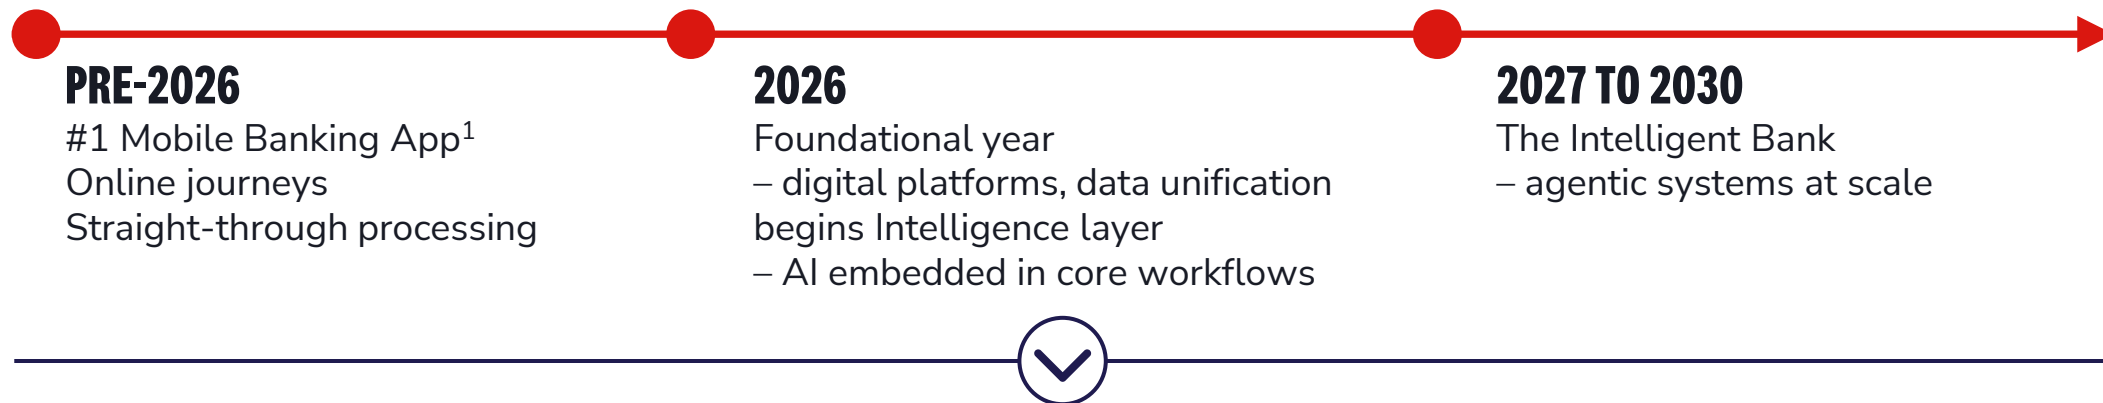 PRE-2026
#1 Mobile Banking App¹
Online journeys
Straight-through processing
2026
Foundational year
– digital platforms, data unification
begins Intelligence layer
– AI embedded in core workflows
2027 TO 2030
The Intelligent Bank
– agentic systems at scale